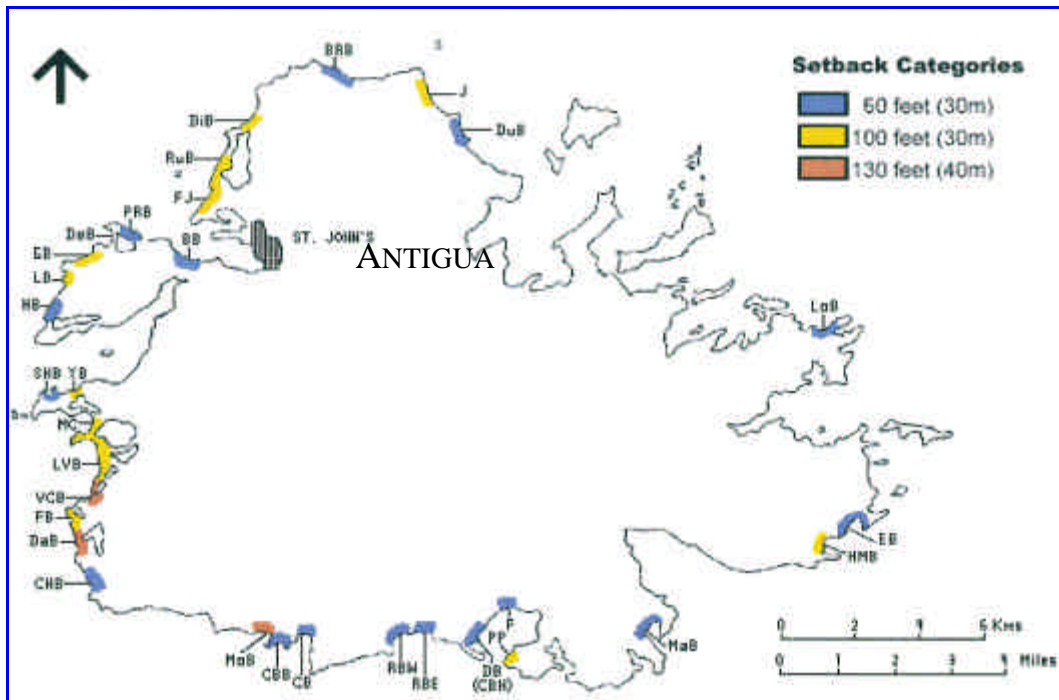 BRB
S
Setback Categories
60 feet (30m)
100 feet (30m)
130 feet (40m)
J
DiB
DuB
RuB
FJ
PRB
DeB
BB
ST. JOHN'S
ANTIGUA
LB
HB
LoB
SHB
YB
MC
LVB
VCB
FB
DaB
EB
HMB
CHB
MoB
CBB
CB
RBW
RBE
PP
P
DB
(CBH)
MaB
0 2 4 6 Kms
0 1 2 3 4 Miles